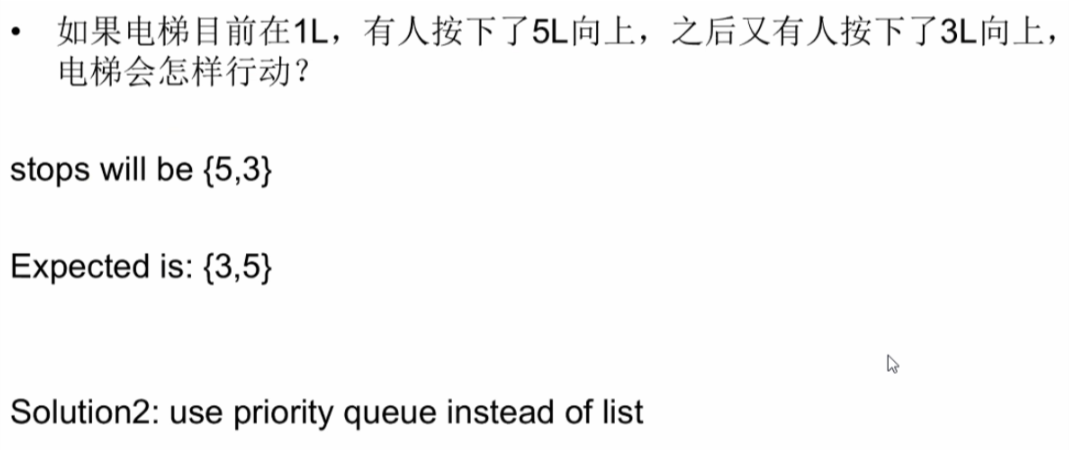 • 如果电梯目前在1L，有人按下了5L向上，之后又有人按下了3L向上，
电梯会怎样行动？
stops will be {5,3}
Expected is: {3,5}
Solution2: use priority queue instead of list